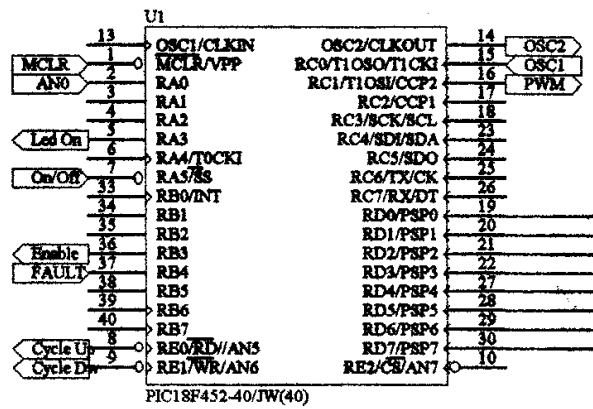 U1
13 OSC1/CLKIN OSC2/CLKOUT 14 OSC2
MCLR 1 MCLR/VPP RC0/T1OSO/T1CKI 15 OSC1
AN0 2 RA0 RC1/T1OSI/CCP2 16 PWM
3 RA1 RC2/CCP1 17
4 RA2 RC3/SCK/SCL 18
Led On 5 RA3 RC4/SDI/SDA 23
6 RA4/T0CKI RC5/SDO 24
On/Off 7 RA5/SS RC6/TX/CK 25
33 RB0/INT RC7/RX/DT 26
34 RB1 RD0/PSP0 19
35 RB2 RD1/PSP1 20
Enable 36 RB3 RD2/PSP2 21
FAULT 37 RB4 RD3/PSP3 22
38 RB5 RD4/PSP4 27
39 RB6 RD5/PSP5 28
40 RB7 RD6/PSP6 29
Cycle U 8 RE0/RD//AN5 RD7/PSP7 30
Cycle Dw 9 RE1/WR/AN6 RE2/CS/AN7 10
PIC18F452-40/JW(40)